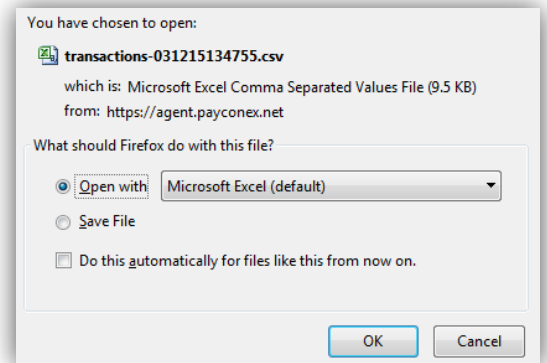 You have chosen to open:
transactions-031215134755.csv
which is: Microsoft Excel Comma Separated Values File (9.5 KB)
from: https://agent.payconex.net
What should Firefox do with this file?
Open with Microsoft Excel (default)
Save File
Do this automatically for files like this from now on.
OK Cancel